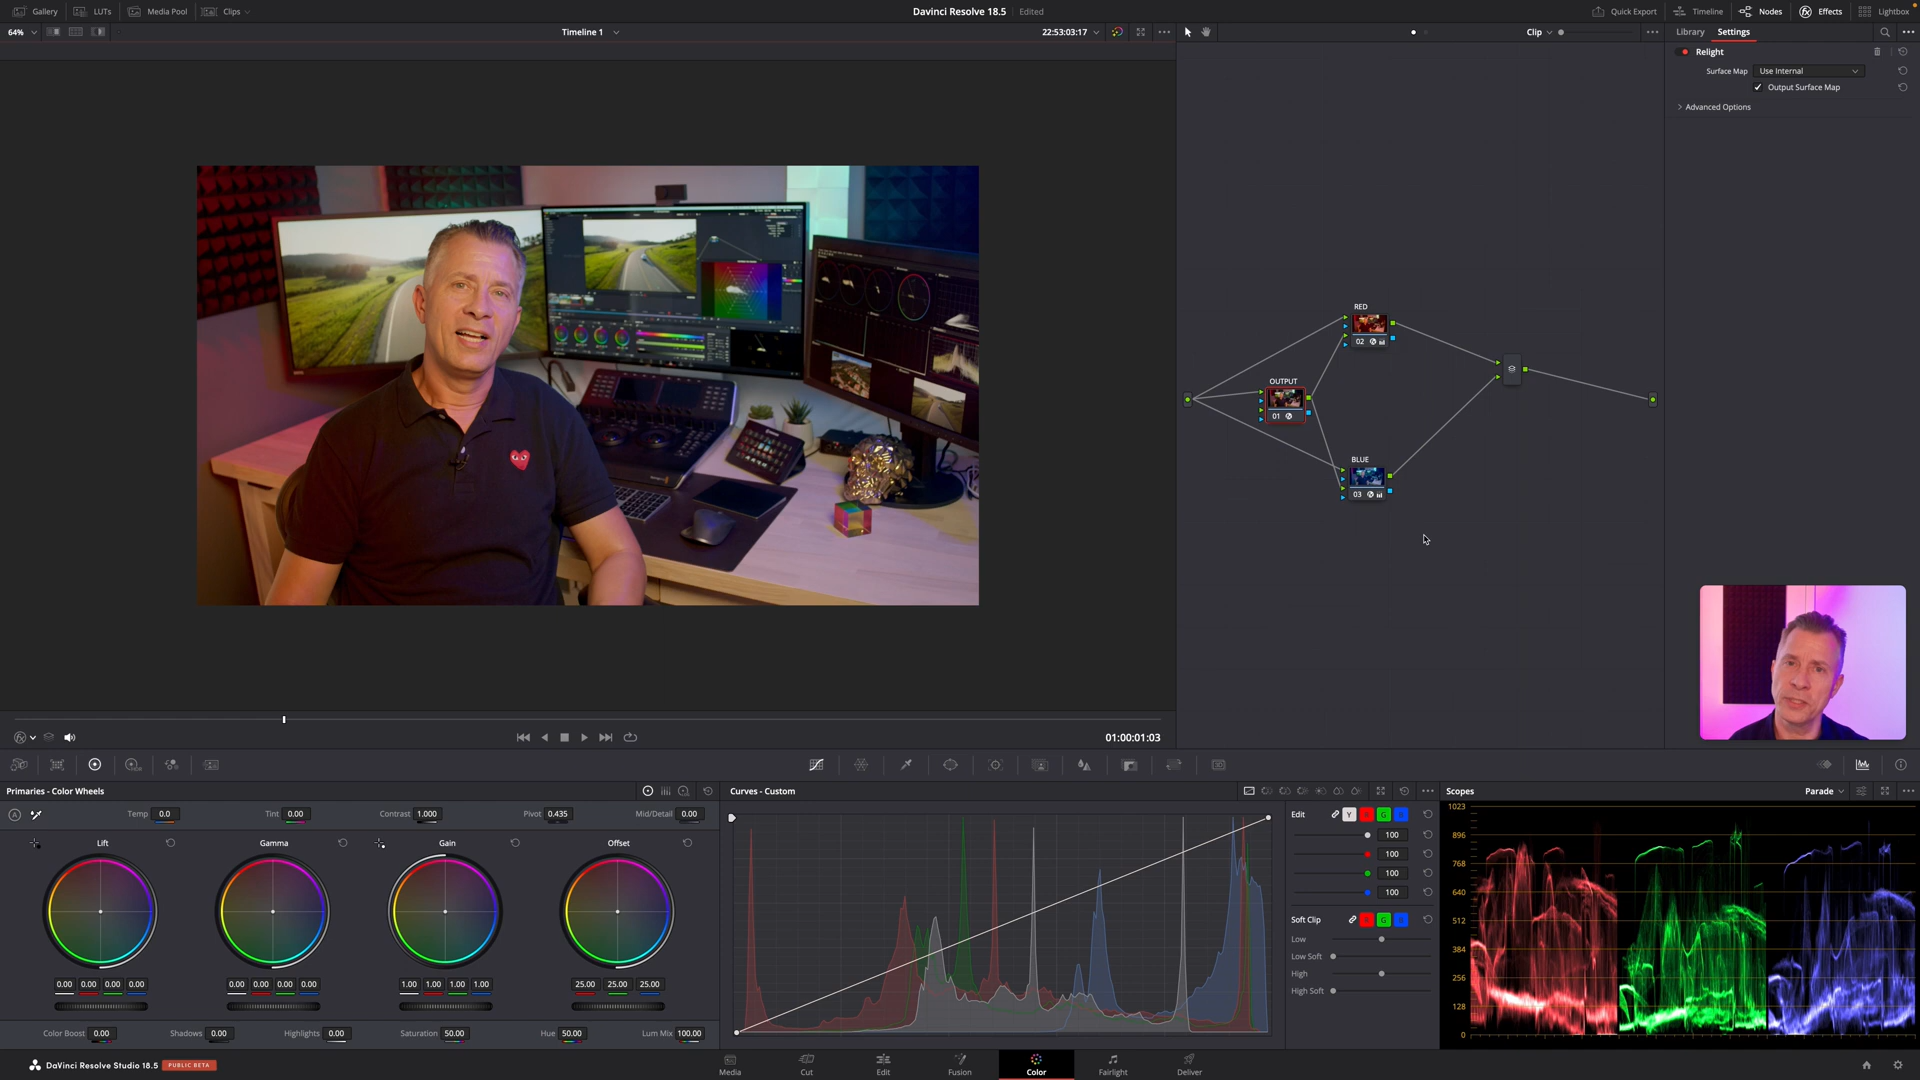 Gallery LUTs Media Pool Clips Davinci Resolve 18.5 Edited Quick Export Timeline Nodes Effects Lightbox
64% Timeline 1 22:53:03:17 Clip Library Settings
Relight
Surface Map Use Internal
Output Surface Map
Advanced Options
RED
02
OUTPUT
01
BLUE
03
01:00:01:03
Primaries - Color Wheels Curves - Custom Scopes Parade
A Temp 0.0 Tint 0.00 Contrast 1.000 Pivot 0.435 Mid/Detail 0.00
Edit Y R G B
Lift Gamma Gain Offset
100
100
100
100
Soft Clip R G B
Low
Low Soft
High
High Soft
0.00 0.00 0.00 0.00 0.00 0.00 0.00 0.00 1.00 1.00 1.00 1.00 25.00 25.00 25.00
Color Boost 0.00 Shadows 0.00 Highlights 0.00 Saturation 50.00 Hue 50.00 Lum Mix 100.00
1023
896
768
640
512
384
256
128
0
DaVinci Resolve Studio 18.5 PUBLIC BETA
Media Cut Edit Fusion Color Fairlight Deliver